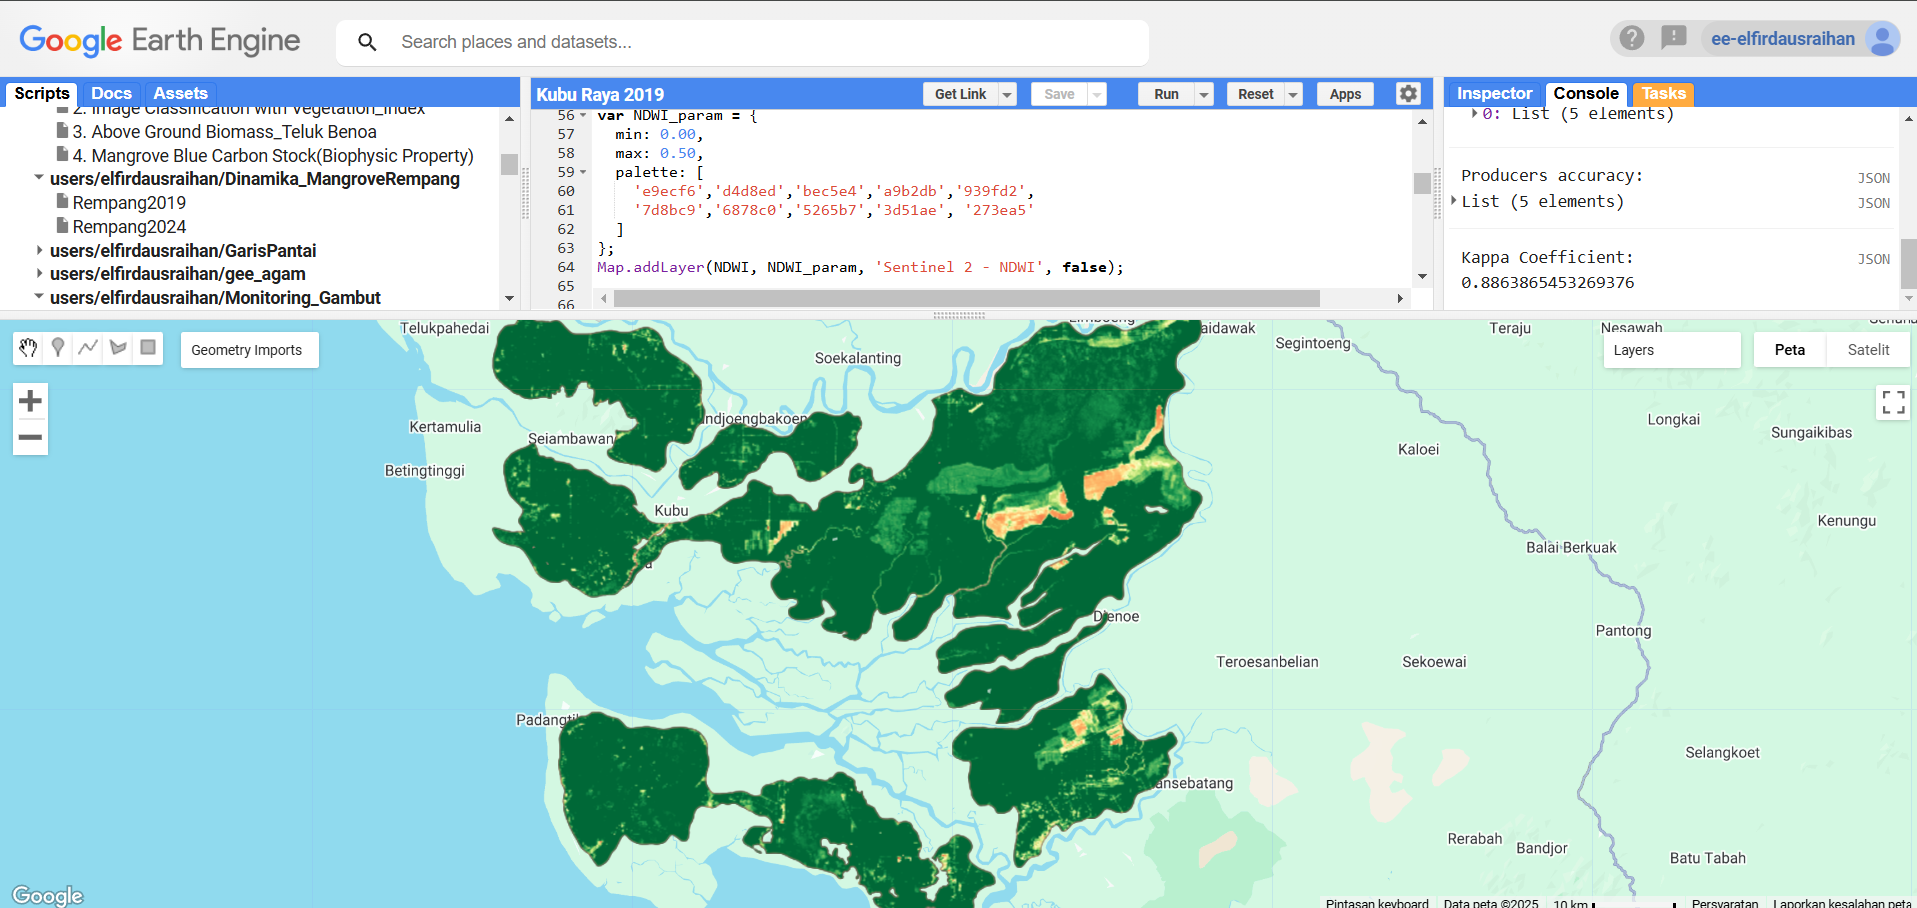 Google Earth Engine
Search places and datasets...
ee-elfirdausraihan
Scripts
Docs
Assets
2. Image Classification with Vegetation_Index
3. Above Ground Biomass_Teluk Benoa
4. Mangrove Blue Carbon Stock(Biophysic Property)
users/elfirdausraihan/Dinamika_MangroveRempang
Rempang2019
Rempang2024
users/elfirdausraihan/GarisPantai
users/elfirdausraihan/gee_agam
users/elfirdausraihan/Monitoring_Gambut
Kubu Raya 2019
Get Link
Save
Run
Reset
Apps
56 var NDWI_param = {
57 min: 0.00,
58 max: 0.50,
59 palette: [
60 'e9ecf6','d4d8ed','bec5e4','a9b2db','939fd2',
61 '7d8bc9','6878c0','5265b7','3d51ae', '273ea5'
62 ]
63 };
64 Map.addLayer(NDWI, NDWI_param, 'Sentinel 2 - NDWI', false);
65
66
Inspector
Console
Tasks
0: List (5 elements)
Producers accuracy:
JSON
List (5 elements)
JSON
Kappa Coefficient:
JSON
0.8863865453269376
Geometry Imports
Layers
Peta
Satelit
Telukpahedai
Soekalanting
aidawak
Segintoeng
Teraju
Nesawah
Kertamulia
Seiambawan
ndjoengbakoen
Betingtinggi
Kubu
Longkai
Kaloei
Sungaikibas
Kenungu
Balai Berkuak
Djenoe
Pantong
Teroesanbelian
Sekoewai
Padangti
Selangkoet
ansebatang
Rerabah
Bandjor
Batu Tabah
Google
Pintasan keyboard
Data peta ©2025
10 km
Persyaratan
Laporkan kesalahan peta